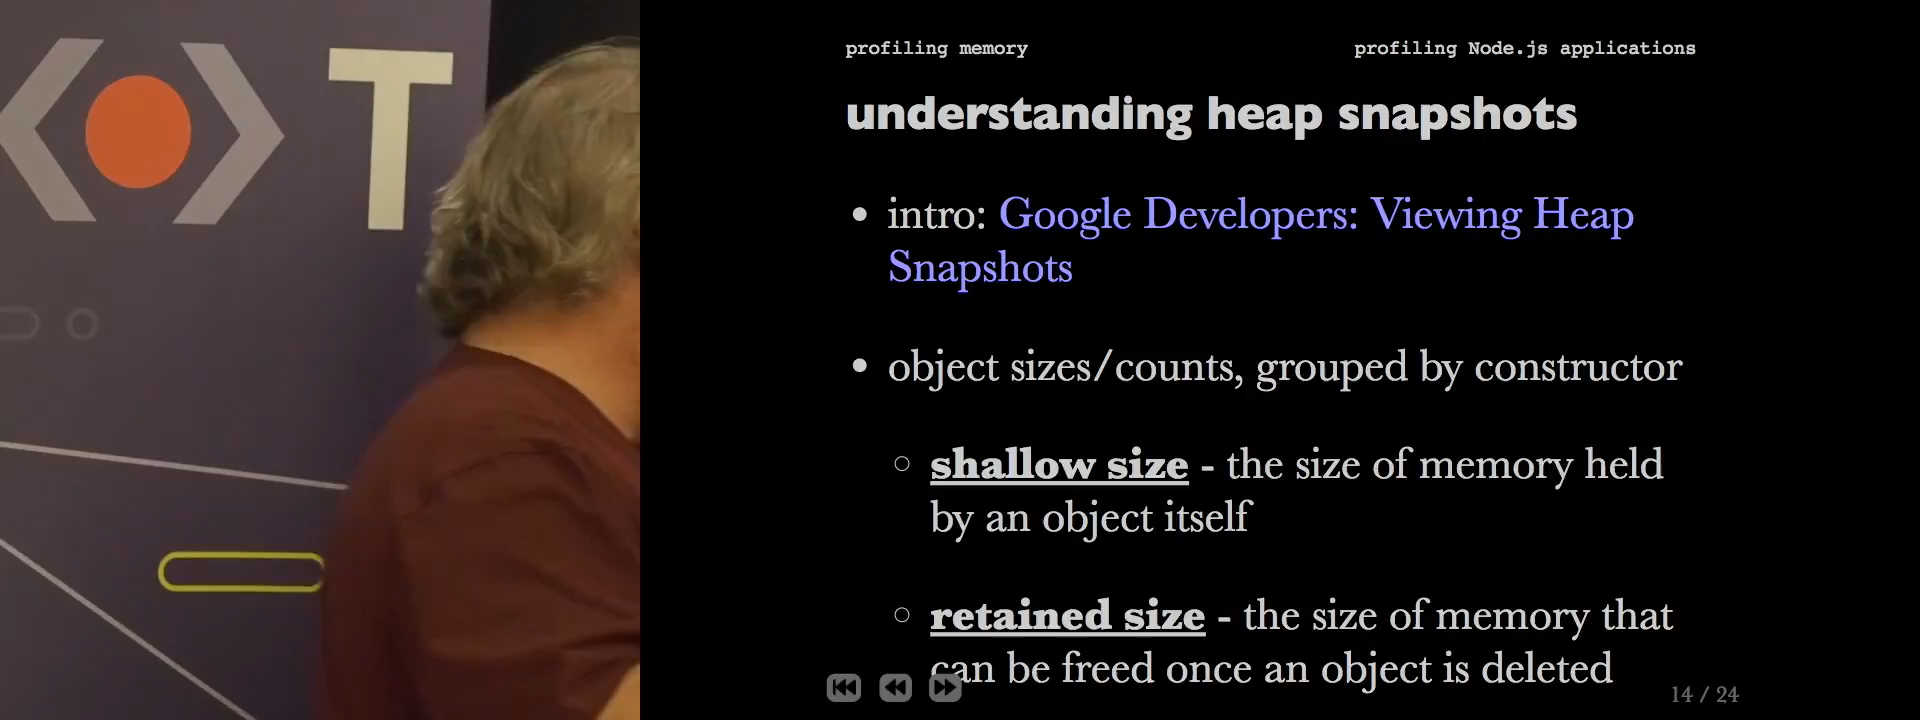 T
profiling memory
profiling Node.js applications
understanding heap snapshots
• intro: Google Developers: Viewing Heap
Snapshots
• object sizes/counts, grouped by constructor
○ shallow size - the size of memory held
by an object itself
○ retained size - the size of memory that
can be freed once an object is deleted
14 / 24